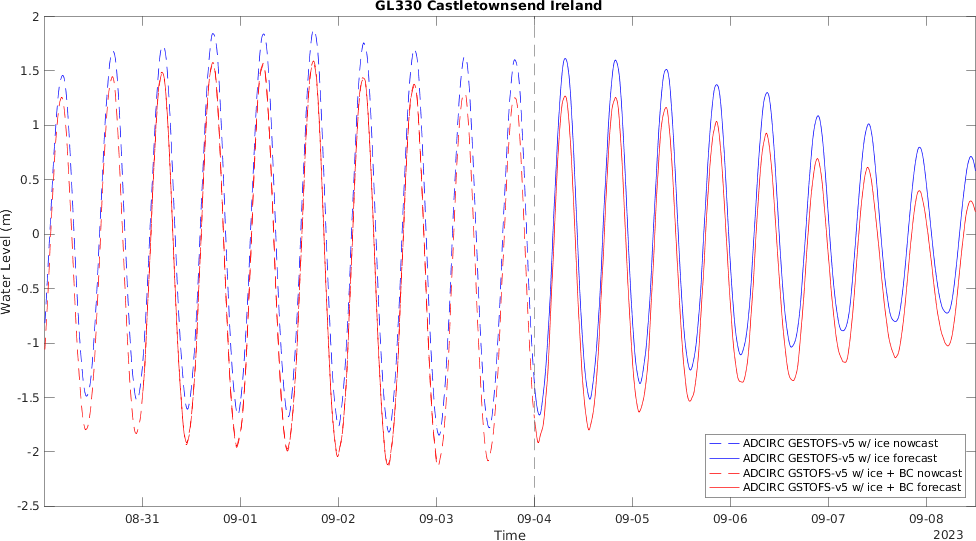 GL330 Castletownsend Ireland
2
1.5
1
0.5
0
-0.5
-1
-1.5
-2
-2.5
Water Level (m)
ADCIRC GESTOFS-v5 w/ ice nowcast
ADCIRC GESTOFS-v5 w/ ice forecast
ADCIRC GSTOFS-v5 w/ ice + BC nowcast
ADCIRC GSTOFS-v5 w/ ice + BC forecast
08-31 09-01 09-02 09-03 09-04 09-05 09-06 09-07 09-08
Time
2023